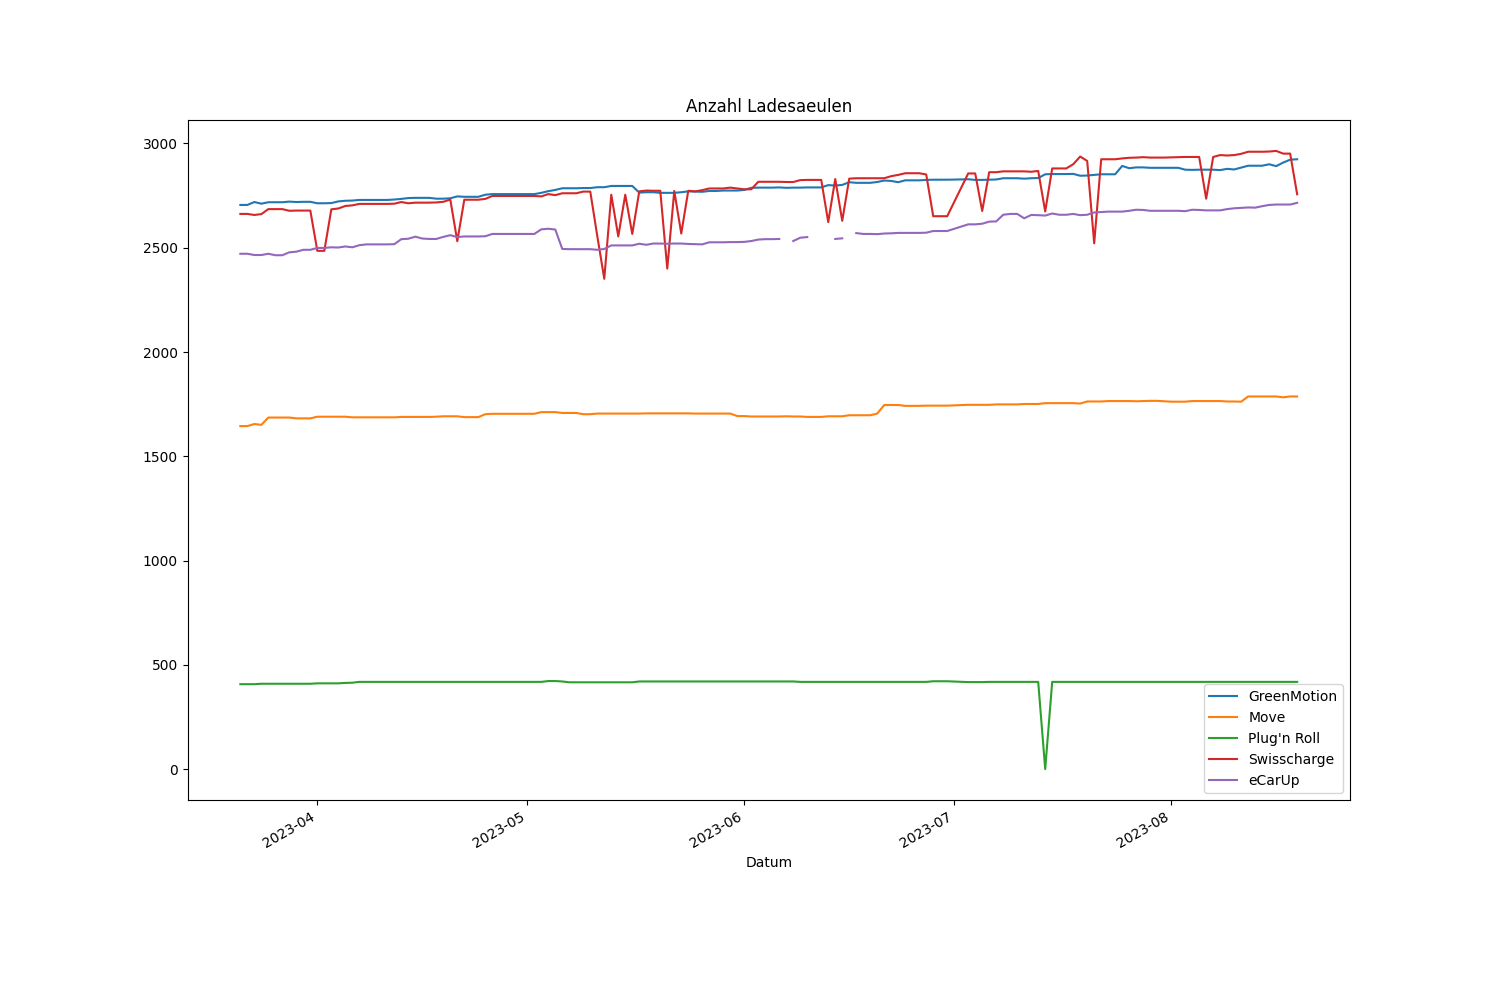 Anzahl Ladesaeulen
3000
2500
2000
1500
1000
500
0
GreenMotion
Move
Plug'n Roll
Swisscharge
eCarUp
2023-04
2023-05
2023-06
2023-07
2023-08
Datum